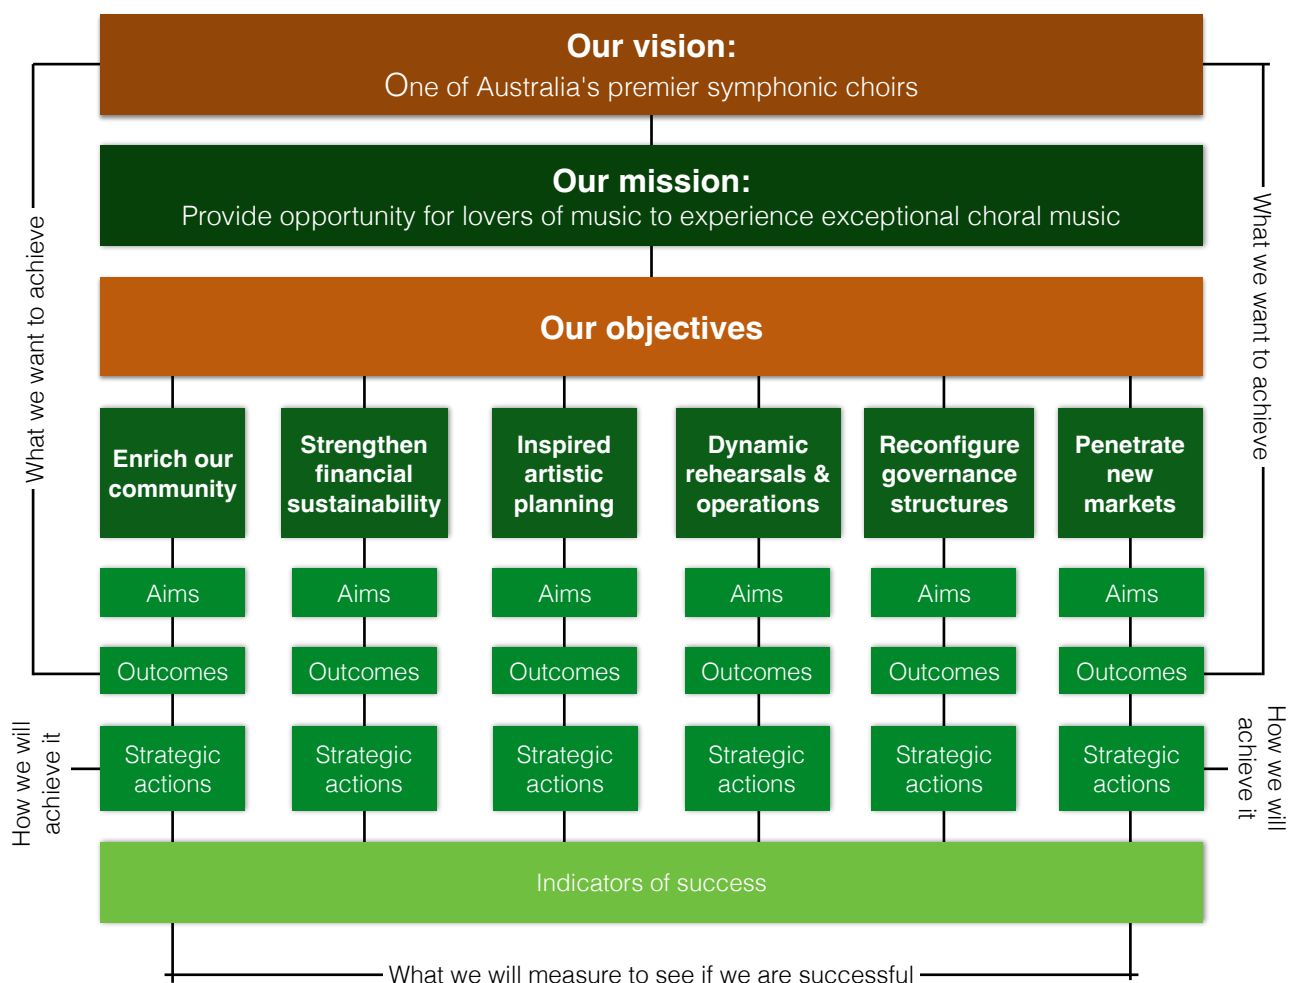 Our vision:
One of Australia's premier symphonic choirs
Our mission:
Provide opportunity for lovers of music to experience exceptional choral music
What we want to achieve
What we want to achieve
Our objectives
Enrich our
community
Strengthen
financial
sustainability
Inspired
artistic
planning
Dynamic
rehearsals &
operations
Reconfigure
governance
structures
Penetrate
new
markets
Aims
Aims
Aims
Aims
Aims
Aims
Outcomes
Outcomes
Outcomes
Outcomes
Outcomes
Outcomes
How we will
achieve it
Strategic
actions
Strategic
actions
Strategic
actions
Strategic
actions
Strategic
actions
Strategic
actions
How we will
achieve it
Indicators of success
What we will measure to see if we are successful